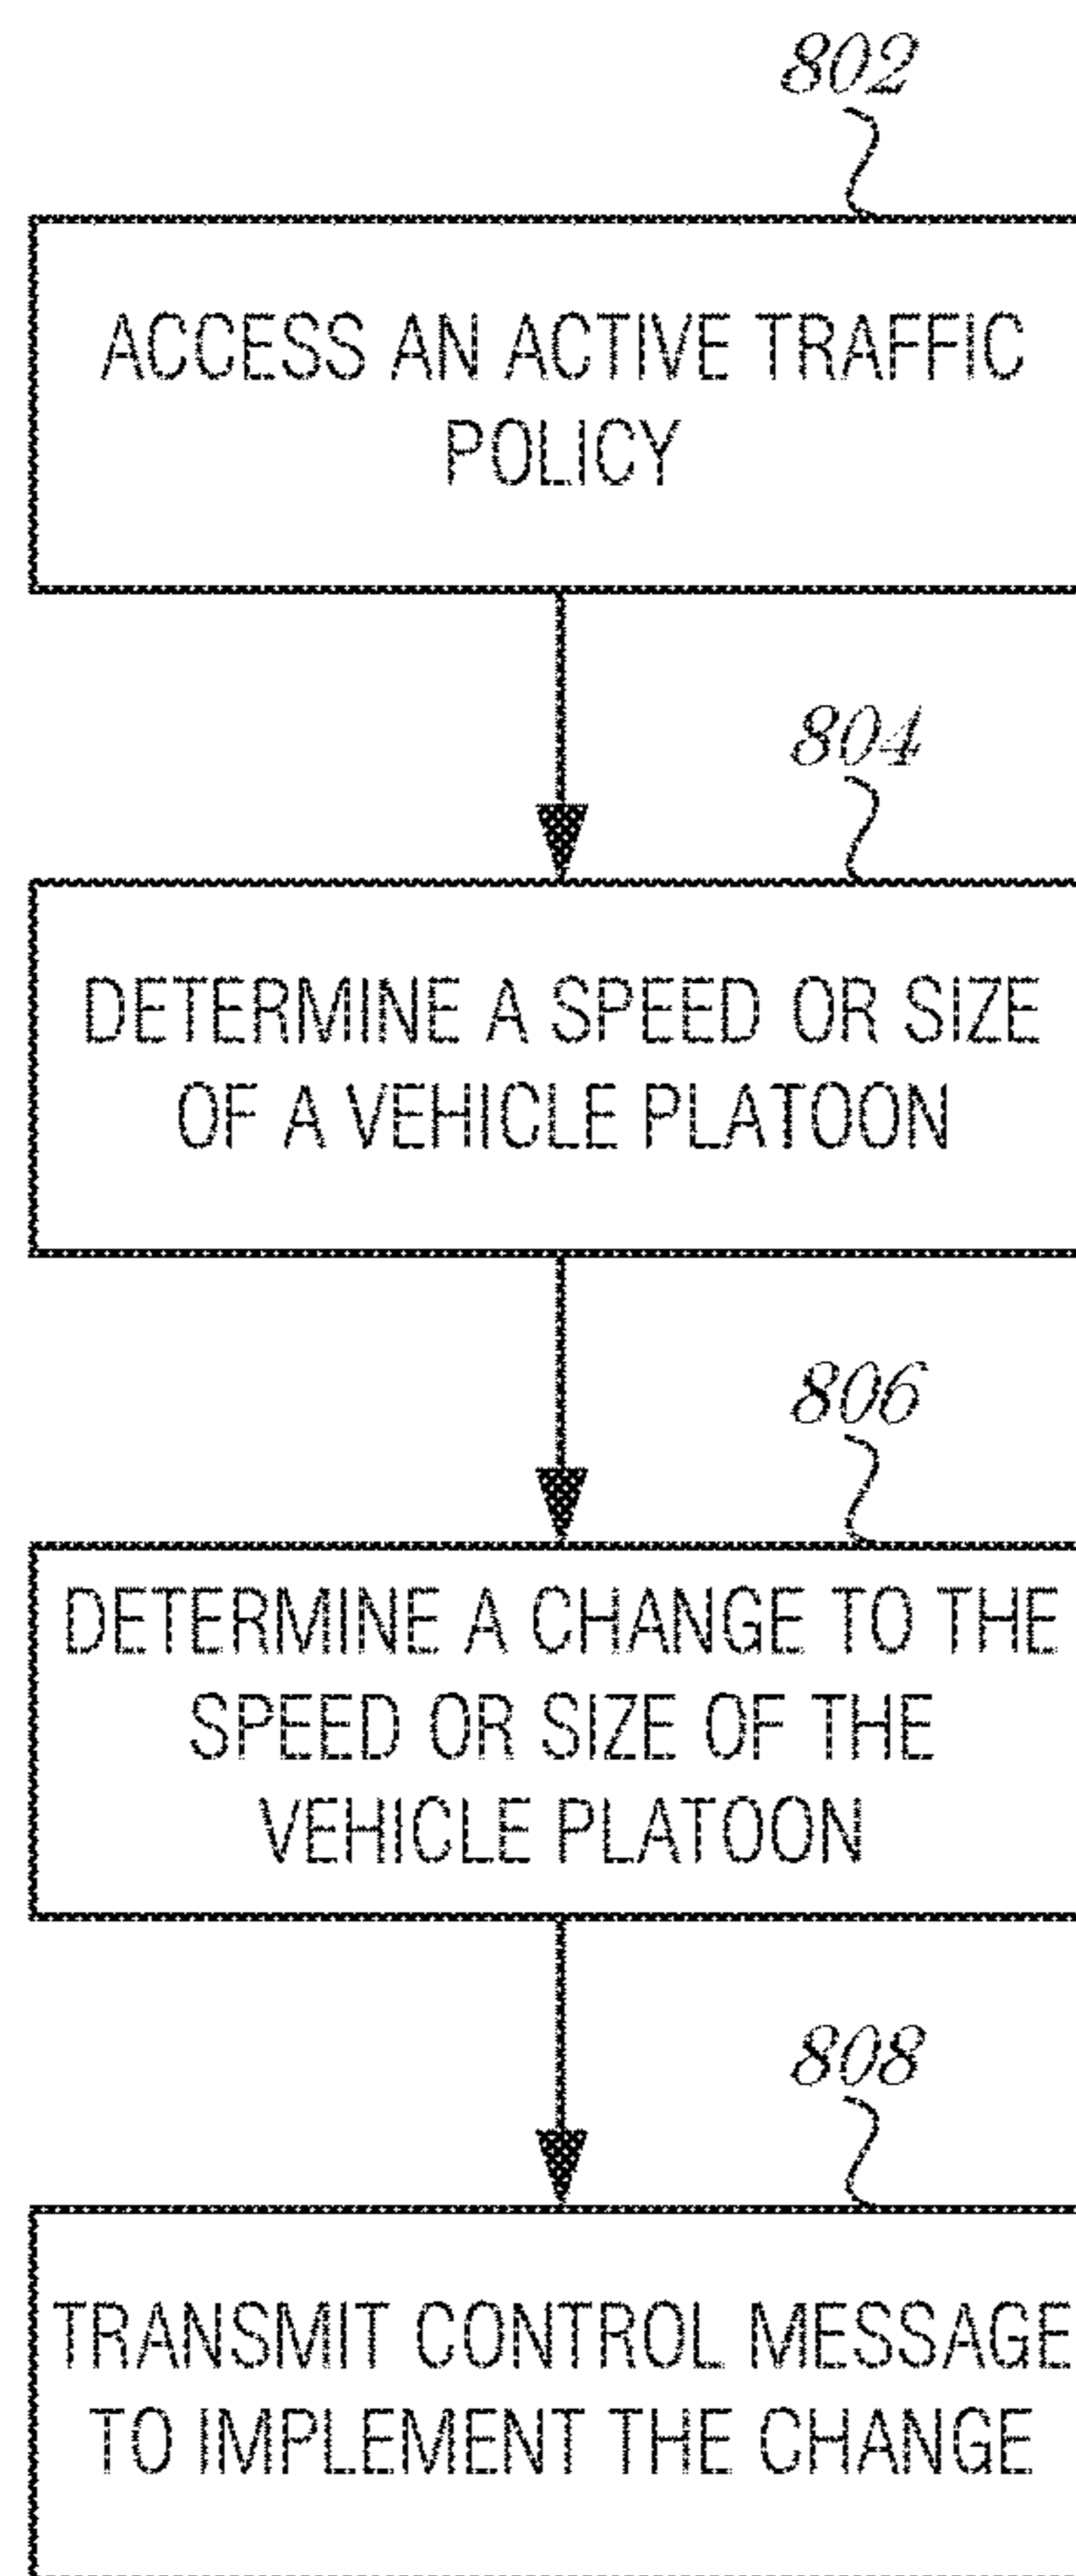 802
ACCESS AN ACTIVE TRAFFIC
POLICY
804
DETERMINE A SPEED OR SIZE
OF A VEHICLE PLATOON
806
DETERMINE A CHANGE TO THE
SPEED OR SIZE OF THE
VEHICLE PLATOON
808
TRANSMIT CONTROL MESSAGE
TO IMPLEMENT THE CHANGE